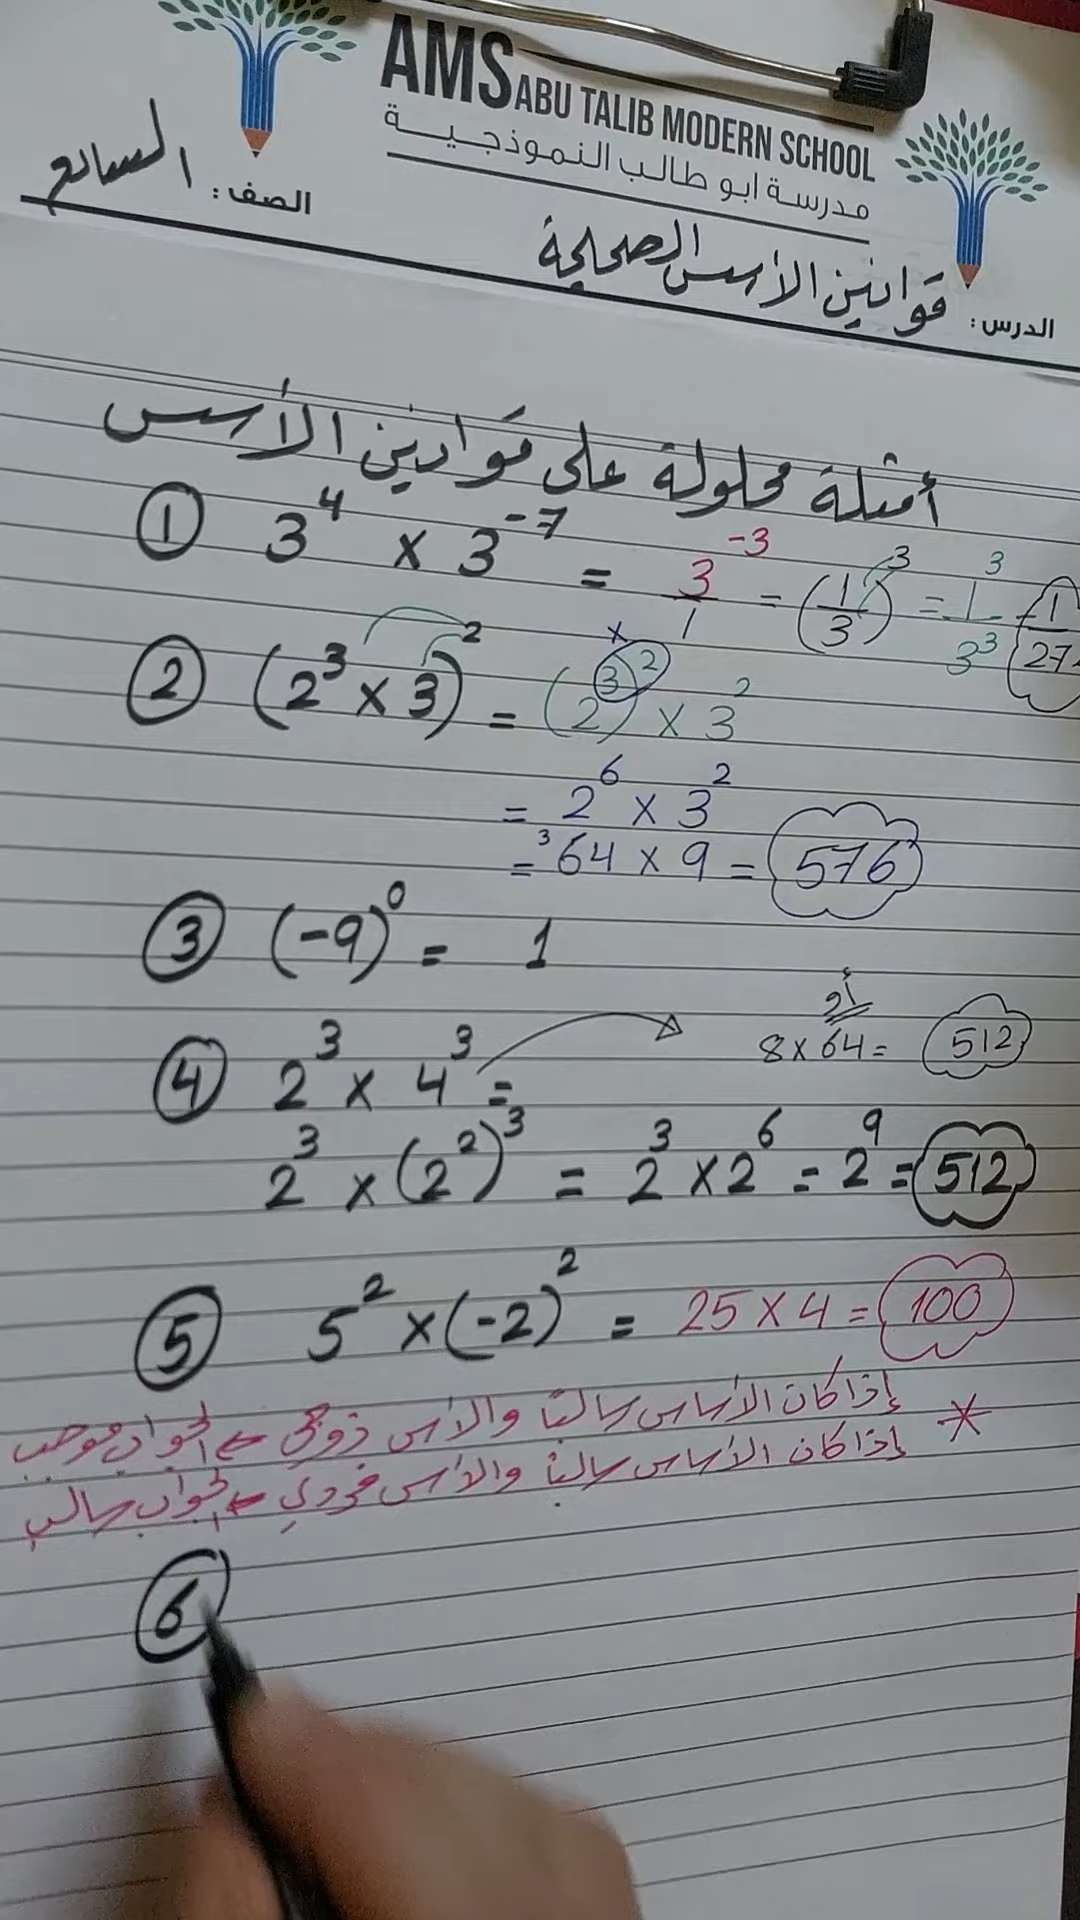 AMS ABU TALIB MODERN SCHOOL
مدرسة ابو طالب النموذجية
الصف: السابع
الدرس: قوانين الأسس الصحيحة
أمثلة محلولة على قوانين الأسس
① 3⁴ × 3⁻⁷ = 3⁻³/1 = (1/3)³ = 1³/3³ = 1/27
② (2³ × 3)² = (2³)² × 3²
= 2⁶ × 3²
= ³64 × 9 = 576
③ (-9)⁰ = 1
أو
④ 2³ × 4³ = 8 × 64 = 512
2³ × (2²)³ = 2³ × 2⁶ = 2⁹ = 512
⑤ 5² × (-2)² = 25 × 4 = 100
* إذا كان الأساس سالبًا والأس زوجي ← الجواب موجب
إذا كان الأساس سالبًا والأس فردي ← الجواب سالب
⑥